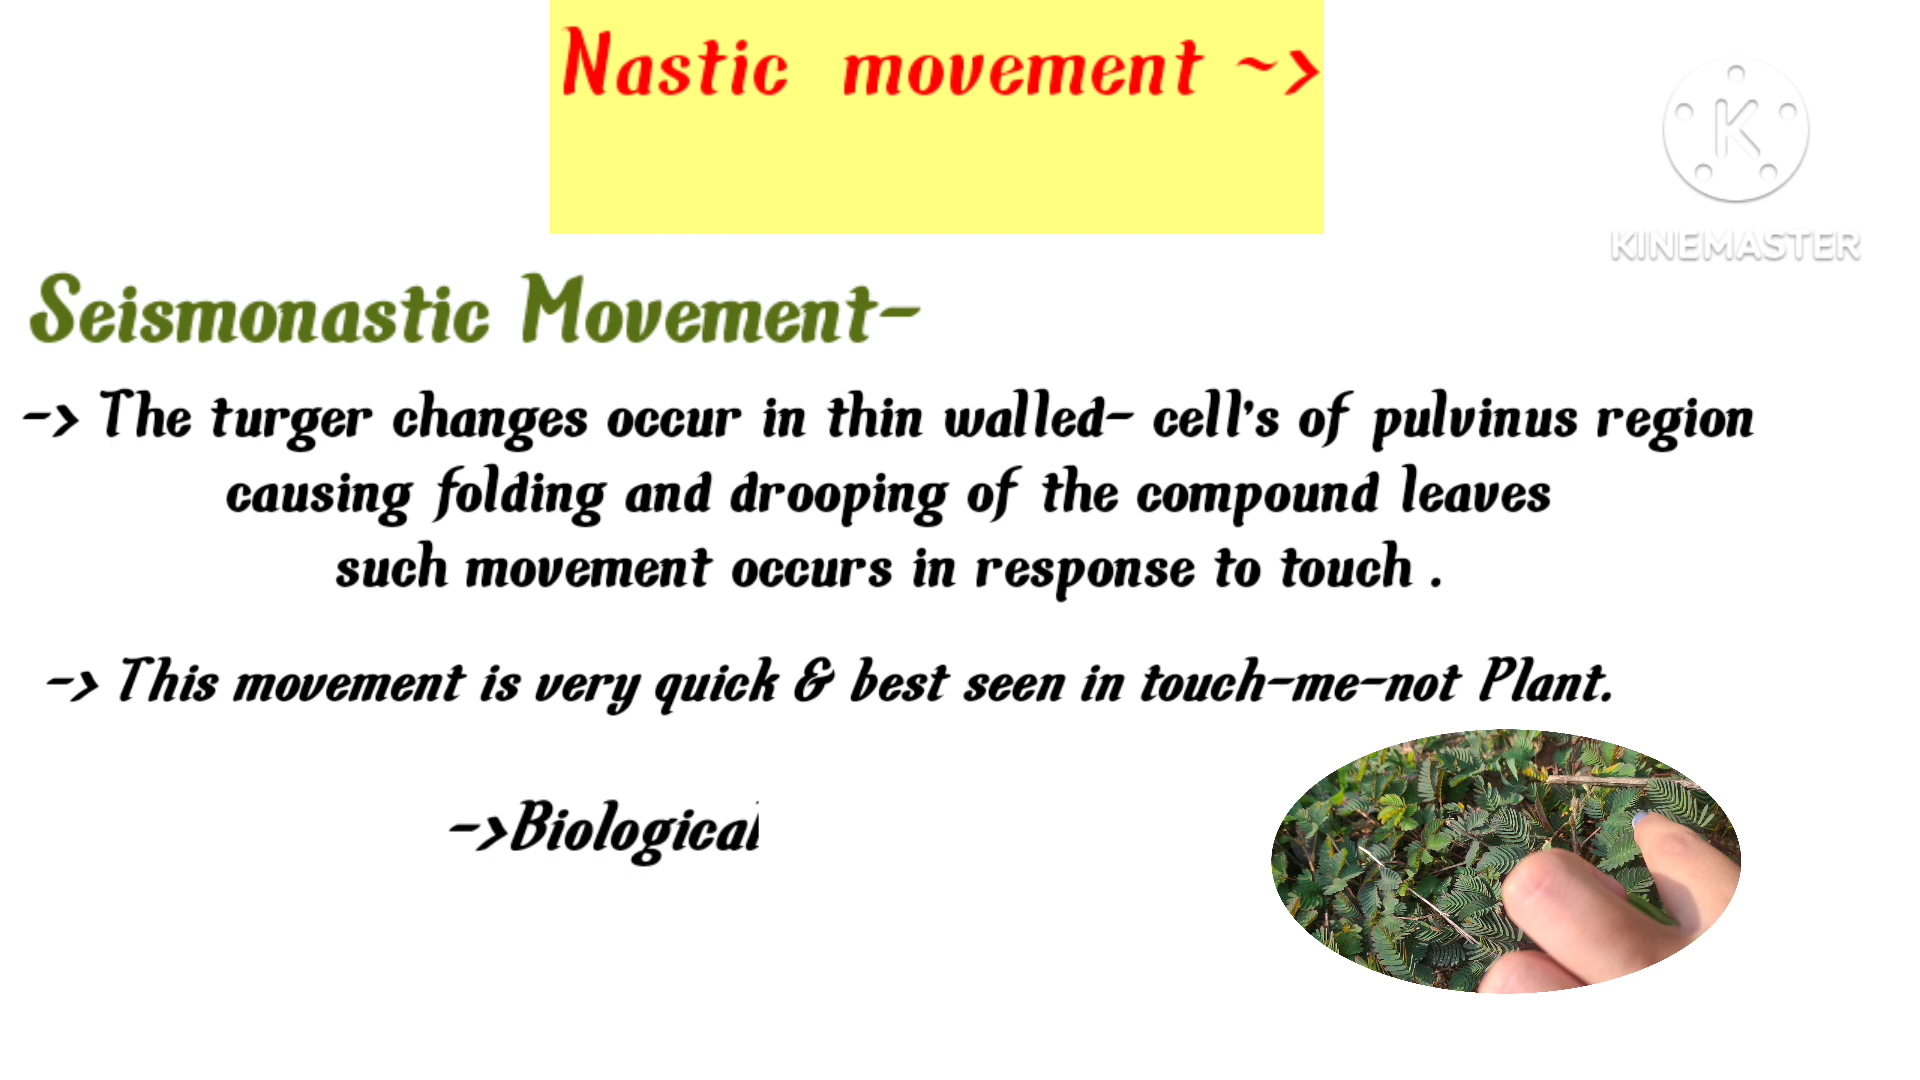 Nastic movement ~>
K
KINEMASTER
Seismonastic Movement-
-> The turger changes occur in thin walled- cell's of pulvinus region
causing folding and drooping of the compound leaves
such movement occurs in response to touch .
-> This movement is very quick & best seen in touch-me-not Plant.
->Biological